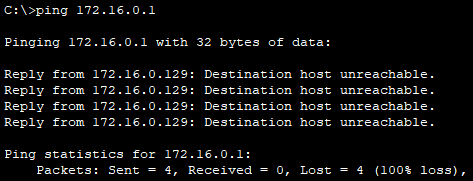 C:\>ping 172.16.0.1
Pinging 172.16.0.1 with 32 bytes of data:
Reply from 172.16.0.129: Destination host unreachable.
Reply from 172.16.0.129: Destination host unreachable.
Reply from 172.16.0.129: Destination host unreachable.
Reply from 172.16.0.129: Destination host unreachable.
Ping statistics for 172.16.0.1:
    Packets: Sent = 4, Received = 0, Lost = 4 (100% loss),